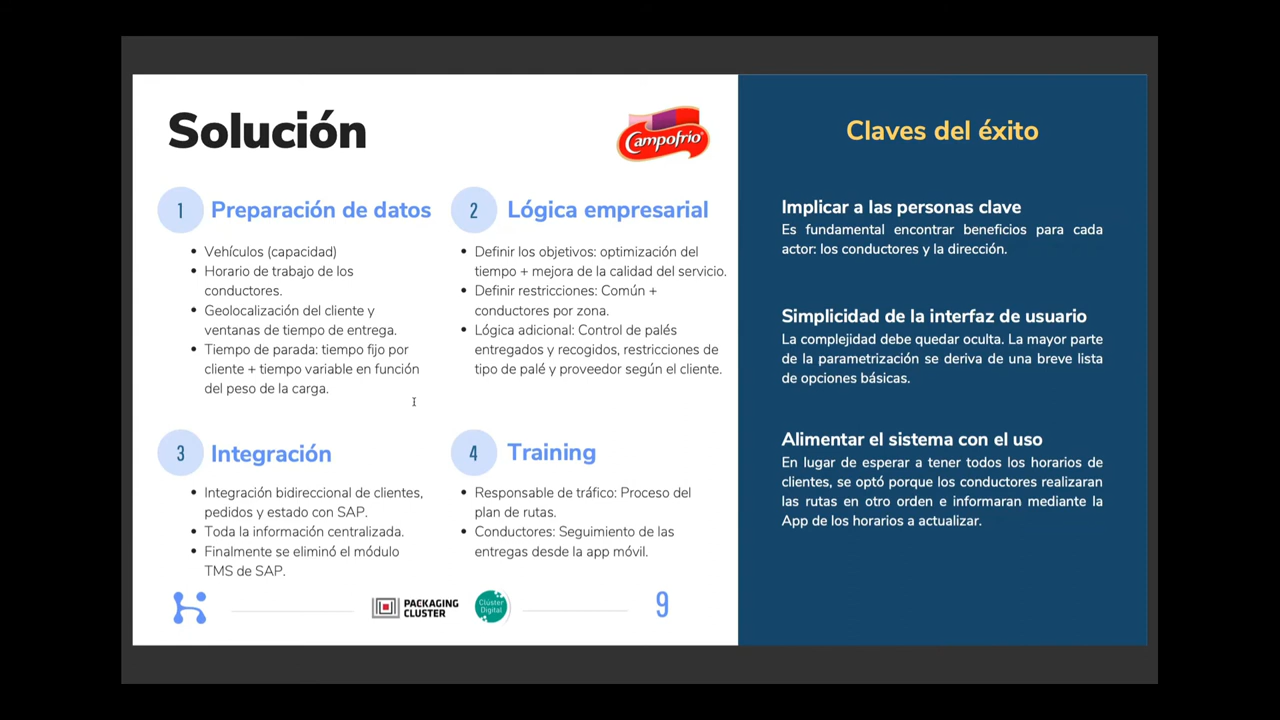 Solución
Campofrío
1 Preparación de datos
• Vehículos (capacidad)
• Horario de trabajo de los
conductores.
• Geolocalización del cliente y
ventanas de tiempo de entrega.
• Tiempo de parada: tiempo fijo por
cliente + tiempo variable en función
del peso de la carga.
2 Lógica empresarial
• Definir los objetivos: optimización del
tiempo + mejora de la calidad del servicio.
• Definir restricciones: Común +
conductores por zona.
• Lógica adicional: Control de palés
entregados y recogidos, restricciones de
tipo de palé y proveedor según el cliente.
3 Integración
• Integración bidireccional de clientes,
pedidos y estado con SAP.
• Toda la información centralizada.
• Finalmente se eliminó el módulo
TMS de SAP.
4 Training
• Responsable de tráfico: Proceso del
plan de rutas.
• Conductores: Seguimiento de las
entregas desde la app móvil.
PACKAGING
CLUSTER
Clúster
Digital
9
Claves del éxito
Implicar a las personas clave
Es fundamental encontrar beneficios para cada
actor: los conductores y la dirección.
Simplicidad de la interfaz de usuario
La complejidad debe quedar oculta. La mayor parte
de la parametrización se deriva de una breve lista
de opciones básicas.
Alimentar el sistema con el uso
En lugar de esperar a tener todos los horarios de
clientes, se optó porque los conductores realizaran
las rutas en otro orden e informaran mediante la
App de los horarios a actualizar.